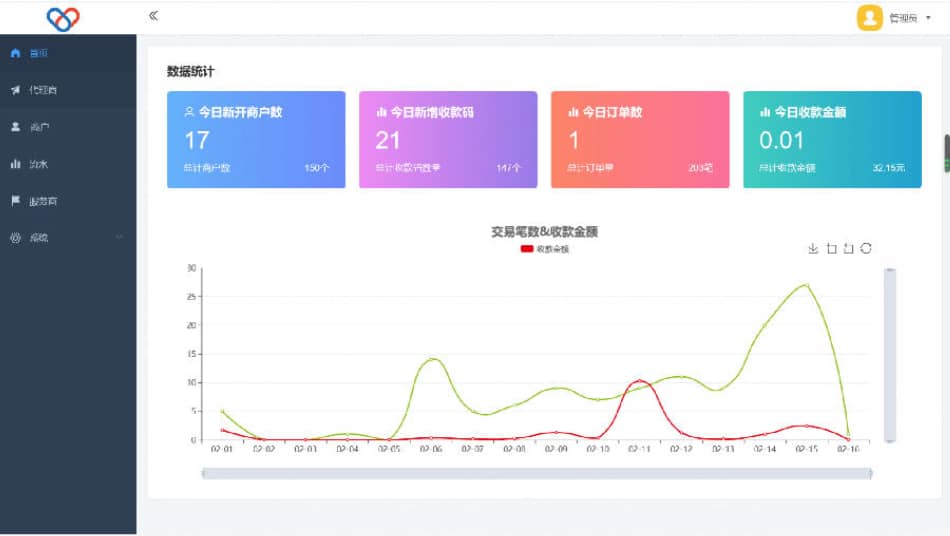 管理员
首页
代理商
商户
流水
服务商
系统
数据统计
今日新开商户数
17
总计商户数 150个
今日新增收款码
21
总计收款码数量 147个
今日订单数
1
总计订单量 203笔
今日收款金额
0.01
总计收款金额 32.15元
交易笔数&收款金额
收款金额
30
25
20
15
10
5
0
02-01 02-02 02-03 02-04 02-05 02-06 02-07 02-08 02-09 02-10 02-11 02-12 02-13 02-14 02-15 02-16